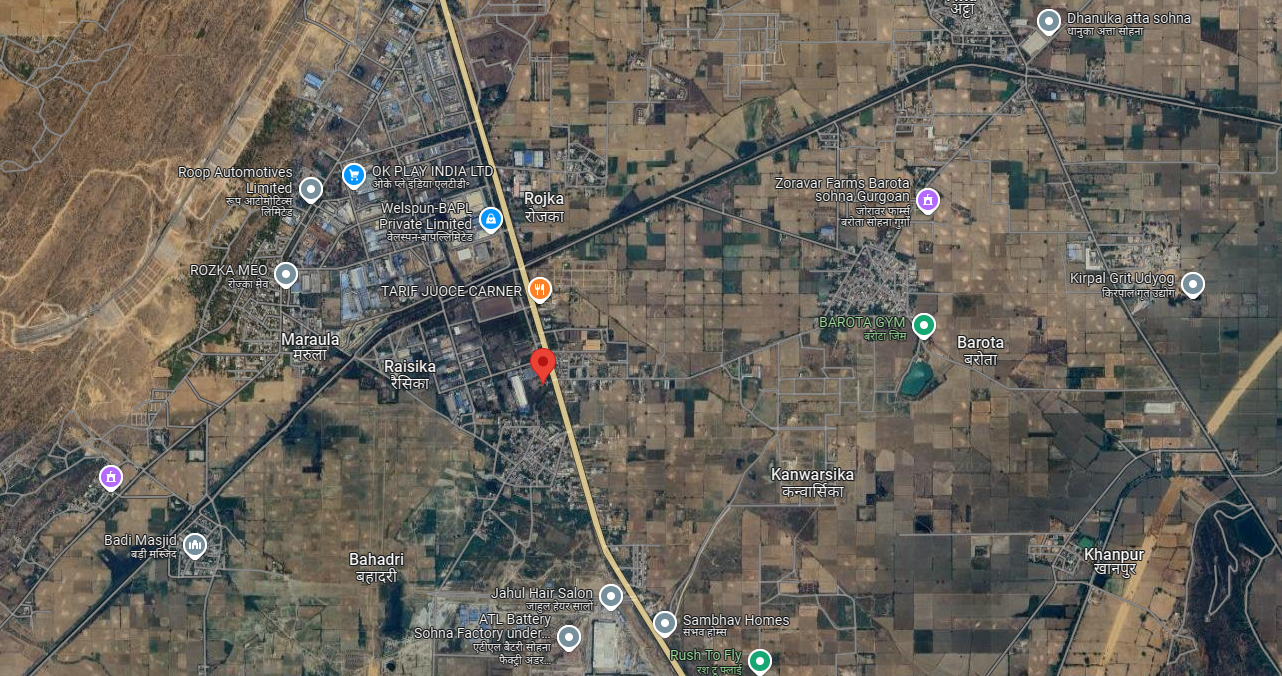 अट्टा
Dhanuka atta sohna
धानुका अत्ता सोहना
Roop Automotives
Limited
रूप आटोमोटिव्स
लिमिटेड
OK PLAY INDIA LTD
ओके प्ले इंडिया एलटीडी॰
Welspun-BAPL
Private Limited
वेलस्पन-बापल्लिमिटेड
Rojka
रोजका
Zoravar Farms Barota
sohna,Gurgoan
जोरावर फार्म्स
बरोटा सोहना गुर्गो
ROZKA MEO
रोज्का मेव
TARIF JUOCE CARNER
Kirpal Grit Udyog
किरपाल गृत उद्योग
BAROTA GYM
बरोटा जिम
Maraula
मरुला
Raisika
रैसिका
Barota
बरोता
Kanwarsika
कन्वार्सिका
Badi Masjid
बडी मस्जिद
Bahadri
बहादरी
Khanpur
खानपुर
Jahul Hair Salon
जाहुल हेयर सालों
ATL Battery
Sohna Factory under...
एटीएल बैटरी सोहना
फैक्ट्री अंडर...
Sambhav Homes
संभव होम्स
Rush To Fly
रश टू फ्लाई